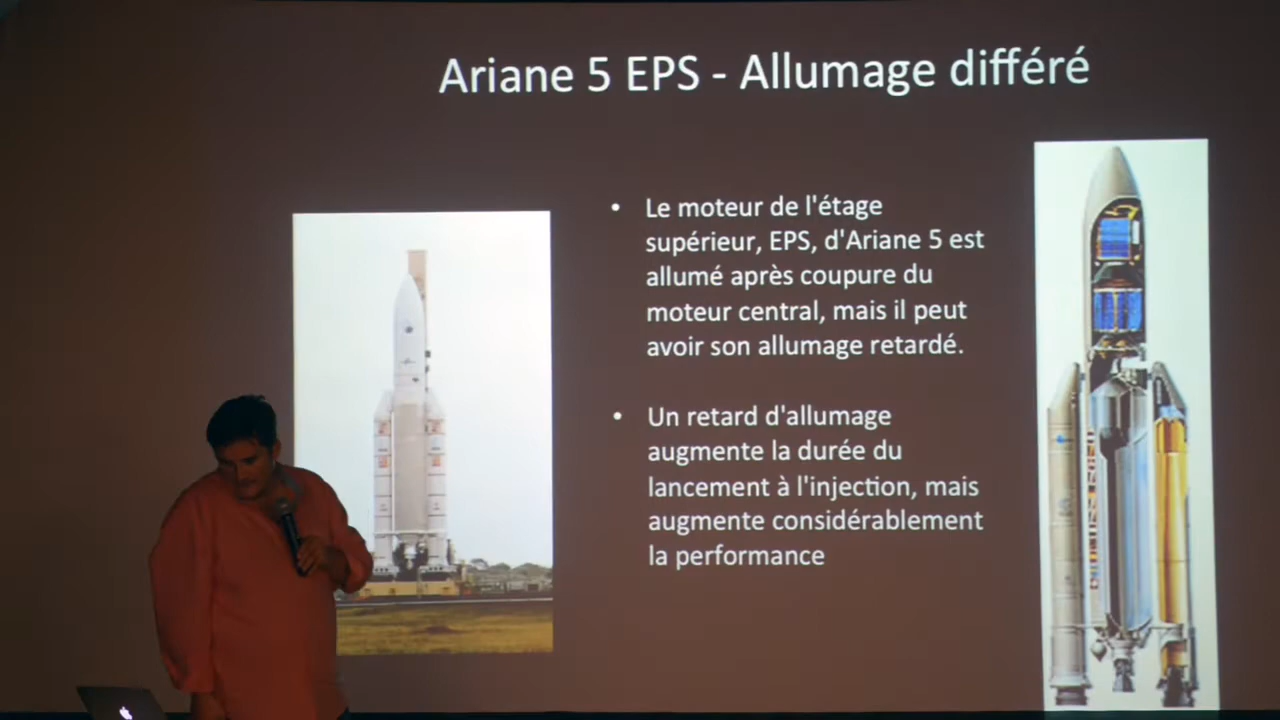 Ariane 5 EPS - Allumage différé
• Le moteur de l'étage
supérieur, EPS, d'Ariane 5 est
allumé après coupure du
moteur central, mais il peut
avoir son allumage retardé.
• Un retard d'allumage
augmente la durée du
lancement à l'injection, mais
augmente considérablement
la performance